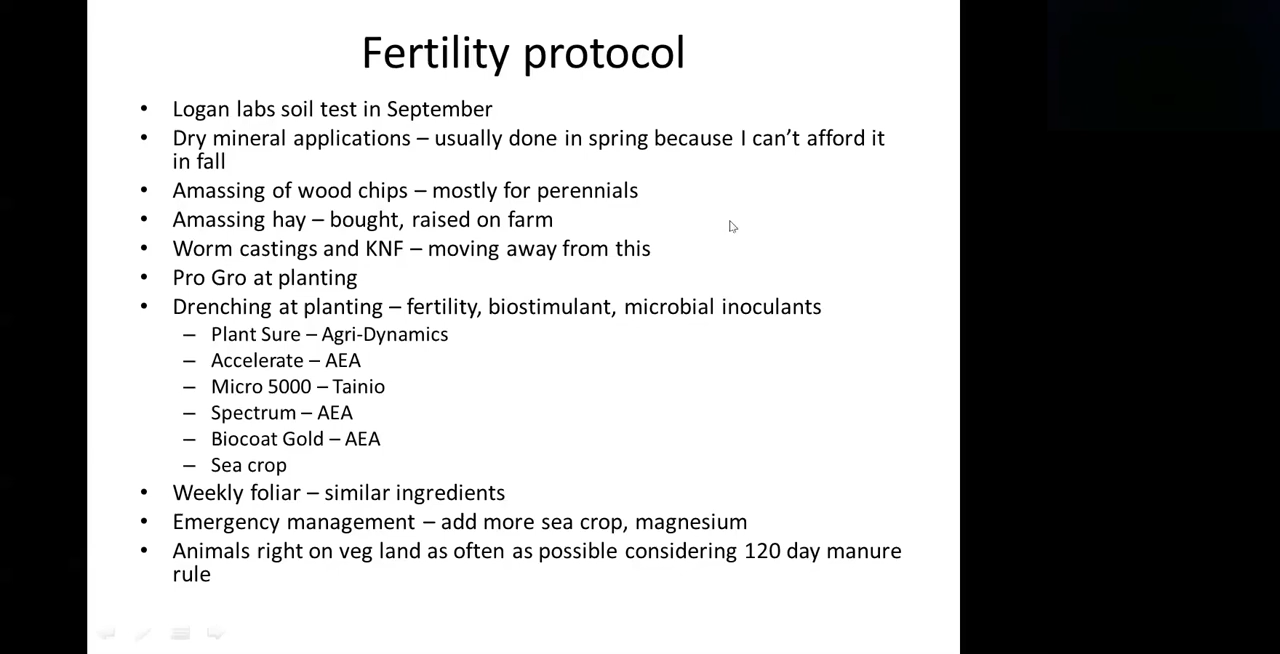 Fertility protocol
• Logan labs soil test in September
• Dry mineral applications – usually done in spring because I can't afford it
in fall
• Amassing of wood chips – mostly for perennials
• Amassing hay – bought, raised on farm
• Worm castings and KNF – moving away from this
• Pro Gro at planting
• Drenching at planting – fertility, biostimulant, microbial inoculants
– Plant Sure – Agri-Dynamics
– Accelerate – AEA
– Micro 5000 – Tainio
– Spectrum – AEA
– Biocoat Gold – AEA
– Sea crop
• Weekly foliar – similar ingredients
• Emergency management – add more sea crop, magnesium
• Animals right on veg land as often as possible considering 120 day manure
rule